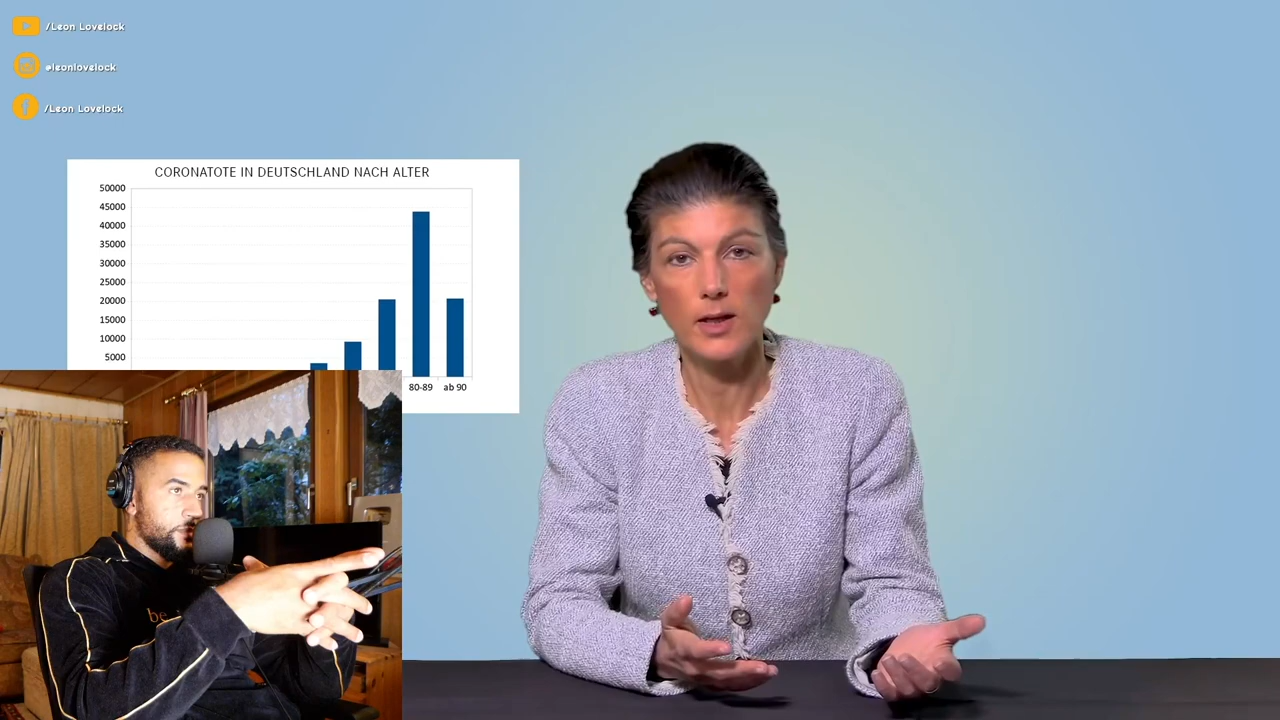 /Leon Lovelock
@leonlovelock
/Leon Lovelock
CORONATOTE IN DEUTSCHLAND NACH ALTER
50000
45000
40000
35000
30000
25000
20000
15000
10000
5000
80-89 ab 90